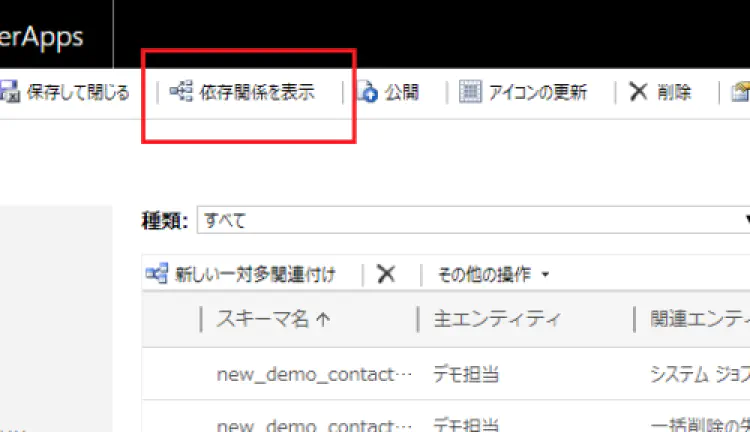 erApps
保存して閉じる 依存関係を表示 公開 アイコンの更新 削除
種類: すべて
新しい一対多関連付け その他の操作
スキーマ名 主エンティティ 関連エンティ
new_demo_contact… デモ担当 システム ジョブ
new_demo_contact… デモ担当 一括削除の失